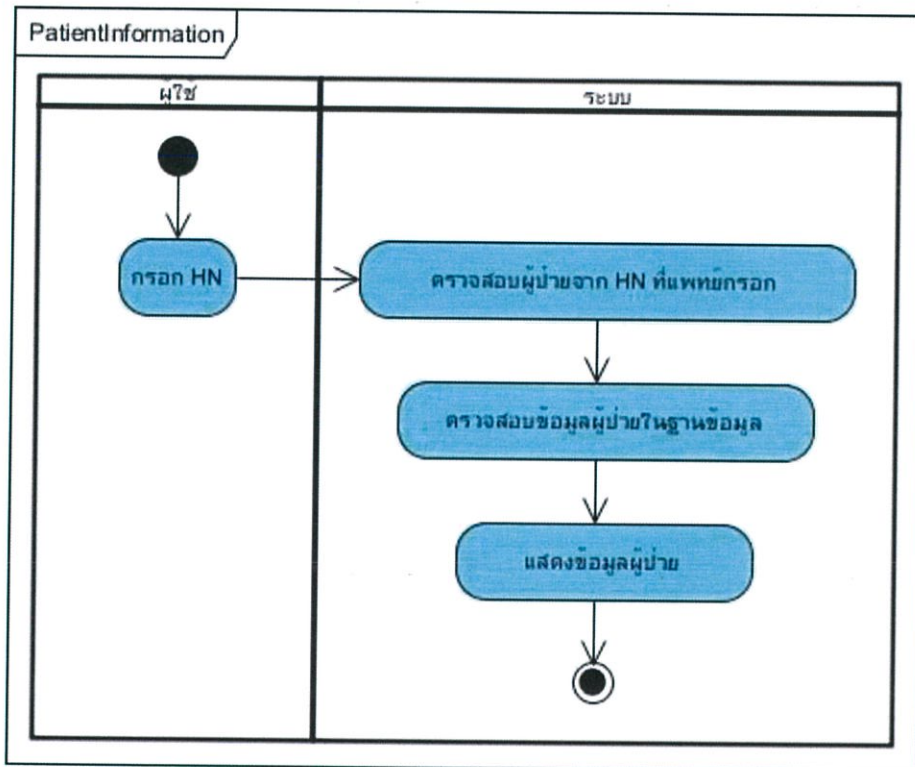 PatientInformation
ผู้ใช้
ระบบ
กรอก HN
ตรวจสอบผู้ป่วยจาก HN ที่แพทย์กรอก
ตรวจสอบข้อมูลผู้ป่วยในฐานข้อมูล
แสดงข้อมูลผู้ป่วย